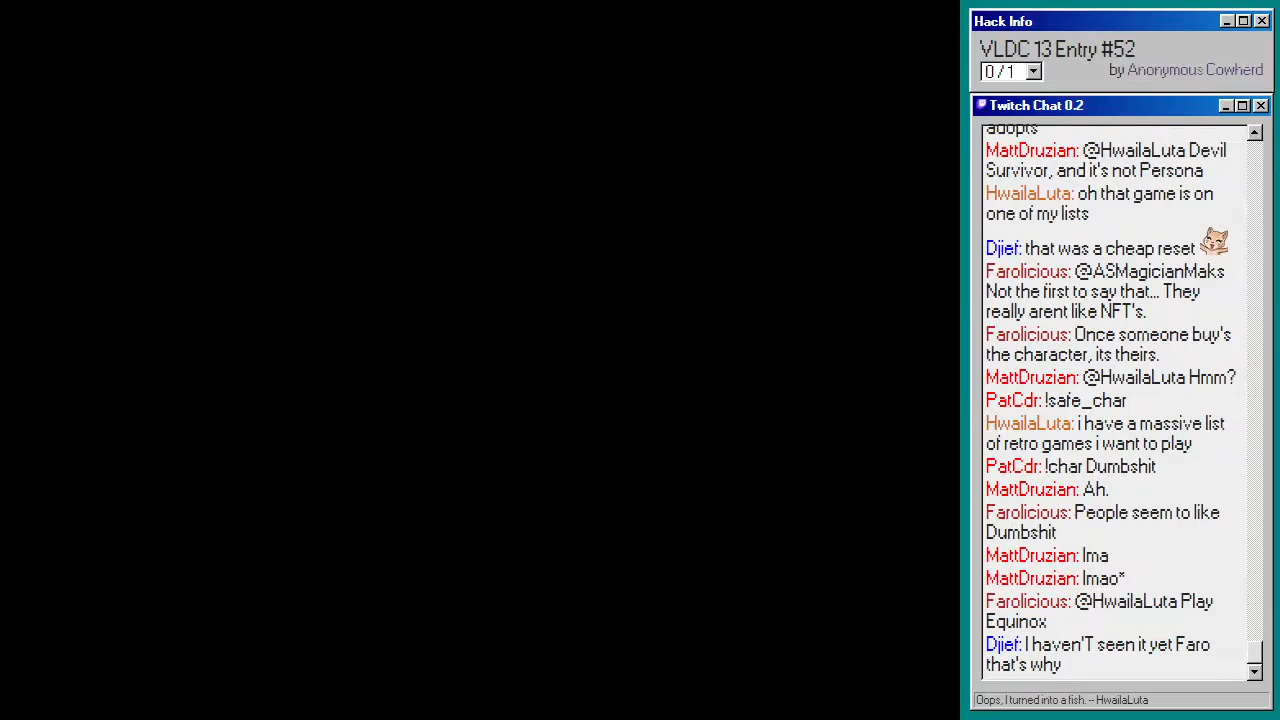 Hack Info
VLDC 13 Entry #52
0/1
by Anonymous Cowherd
Twitch Chat 0.2
adopts
MattDruzian: @HwailaLuta Devil
Survivor, and it's not Persona
HwailaLuta: oh that game is on
one of my lists
Djief: that was a cheap reset
Farolicious: @ASMagicianMaks
Not the first to say that... They
really arent like NFT's.
Farolicious: Once someone buy's
the character, its theirs.
MattDruzian: @HwailaLuta Hmm?
PatCdr: !safe_char
HwailaLuta: i have a massive list
of retro games i want to play
PatCdr: !char Dumbshit
MattDruzian: Ah.
Farolicious: People seem to like
Dumbshit
MattDruzian: lma
MattDruzian: lmao*
Farolicious: @HwailaLuta Play
Equinox
Djief: I haven'T seen it yet Faro
that's why
Oops, I turned into a fish. -- HwailaLuta